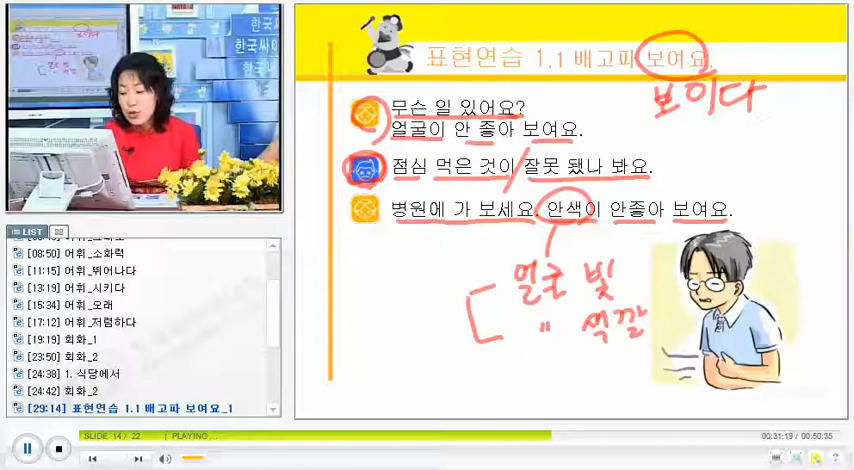 한국씨
한국
표현연습 1.1 배고파 보여요.
보이다
무슨 일 있어요?
얼굴이 안 좋아 보여요.
점심 먹은 것이 잘못 됐나 봐요.
병원에 가 보세요. 안색이 안좋아 보여요.
얼굴 빛
" 색깔
LIST
[08:50] 어휘_소화력
[11:15] 어휘_뛰어나다
[13:19] 어휘_시키다
[15:34] 어휘_오래
[17:12] 어휘_저렴하다
[19:19] 회화_1
[23:50] 회화_2
[24:38] 1. 식당에서
[24:42] 회화_2
[29:14] 표현연습 1.1 배고파 보여요_1
SLIDE 14 / 22 [ PLAYING... 00:31:19 / 00:50:35
?